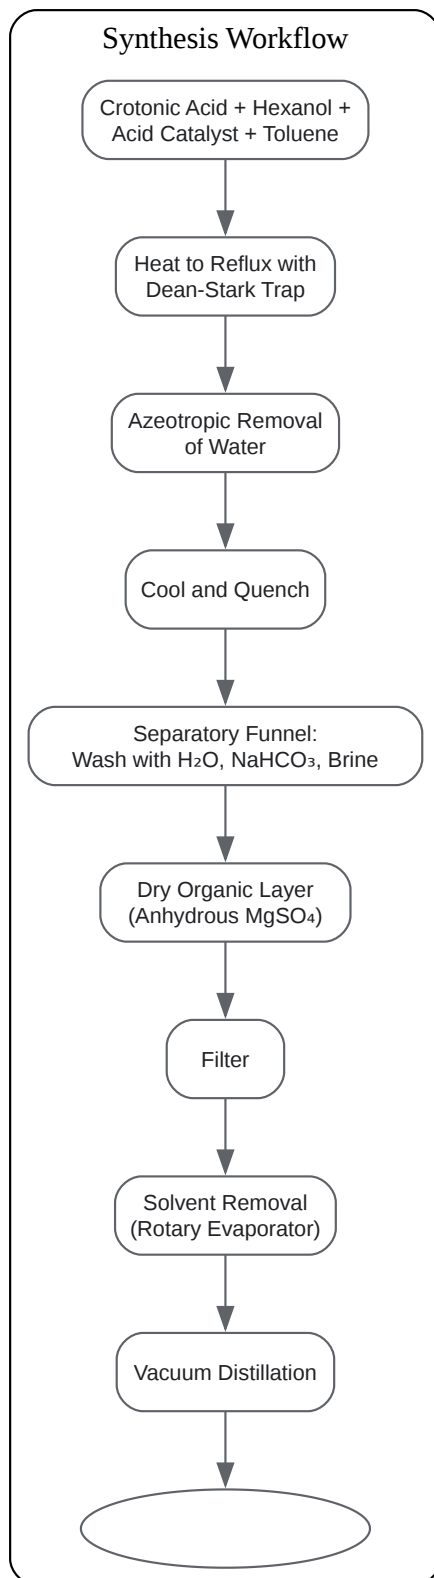 Synthesis Workflow
Crotonic Acid + Hexanol +
Acid Catalyst + Toluene
Heat to Reflux with
Dean-Stark Trap
Azeotropic Removal
of Water
Cool and Quench
Separatory Funnel:
Wash with H₂O, NaHCO₃, Brine
Dry Organic Layer
(Anhydrous MgSO₄)
Filter
Solvent Removal
(Rotary Evaporator)
Vacuum Distillation